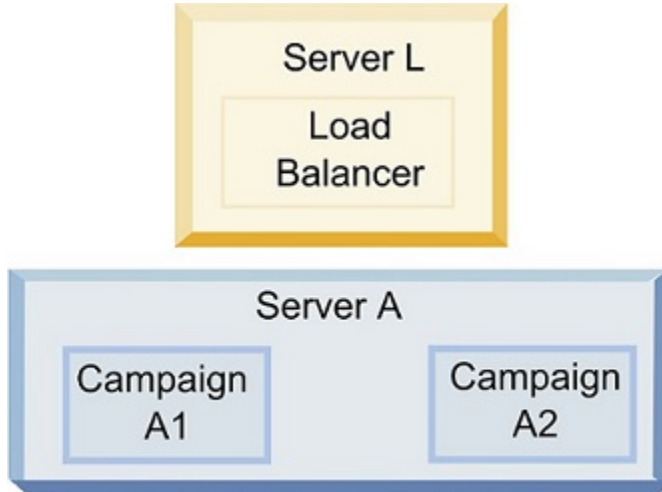 Server L
Load
Balancer
Server A
Campaign
A1
Campaign
A2